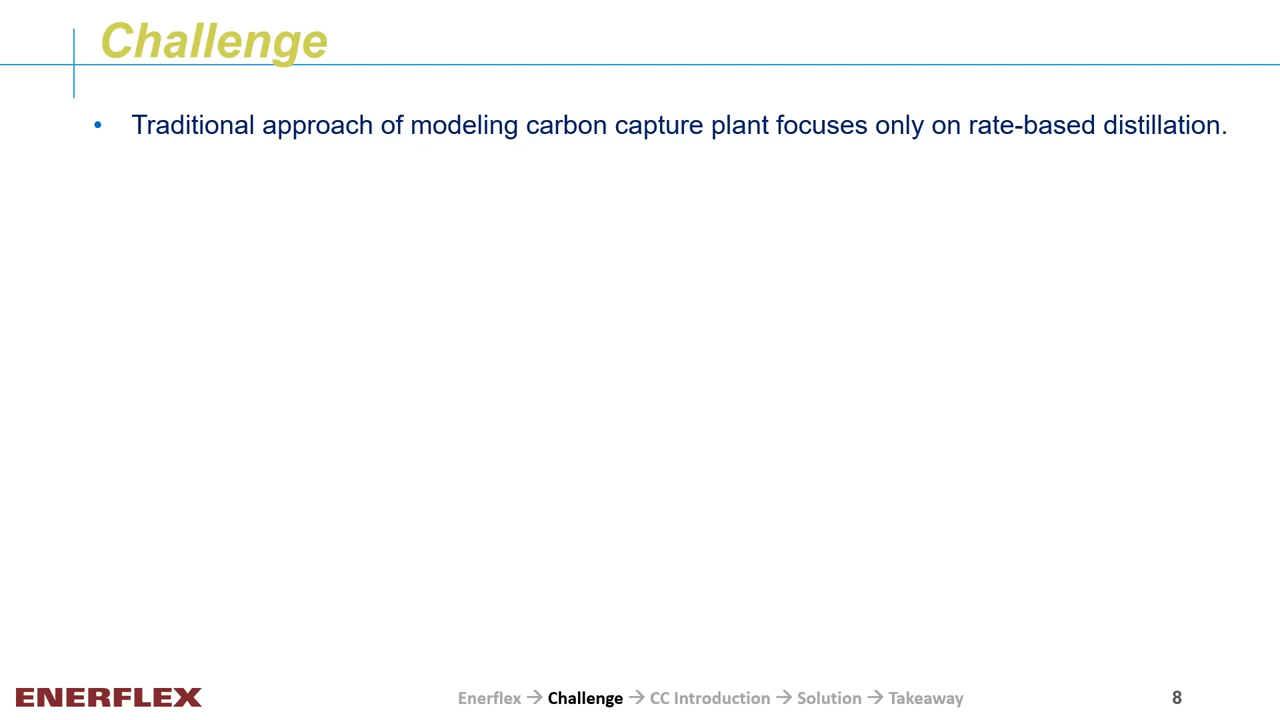 Challenge
• Traditional approach of modeling carbon capture plant focuses only on rate-based distillation.
ENERFLEX
Enerflex → Challenge → CC Introduction → Solution → Takeaway
8